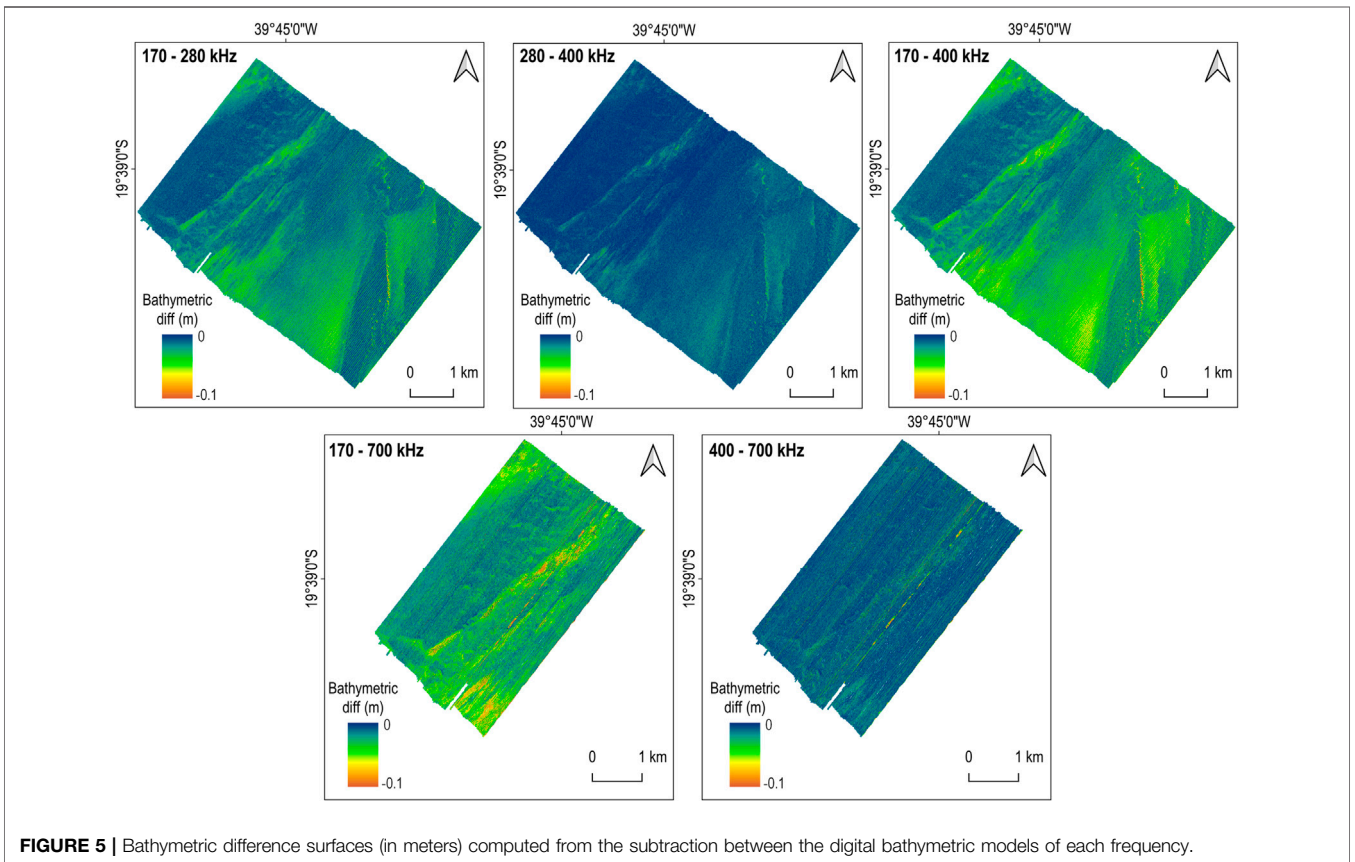 39°45'0"W
39°45'0"W
39°45'0"W
170 - 280 kHz
280 - 400 kHz
170 - 400 kHz
19°39'0"S
19°39'0"S
19°39'0"S
Bathymetric
diff (m)
0
-0.1
0 1 km
Bathymetric
diff (m)
0
-0.1
0 1 km
Bathymetric
diff (m)
0
-0.1
0 1 km
39°45'0"W
39°45'0"W
170 - 700 kHz
400 - 700 kHz
19°39'0"S
19°39'0"S
Bathymetric
diff (m)
0
-0.1
0 1 km
Bathymetric
diff (m)
0
-0.1
0 1 km
FIGURE 5 | Bathymetric difference surfaces (in meters) computed from the subtraction between the digital bathymetric models of each frequency.